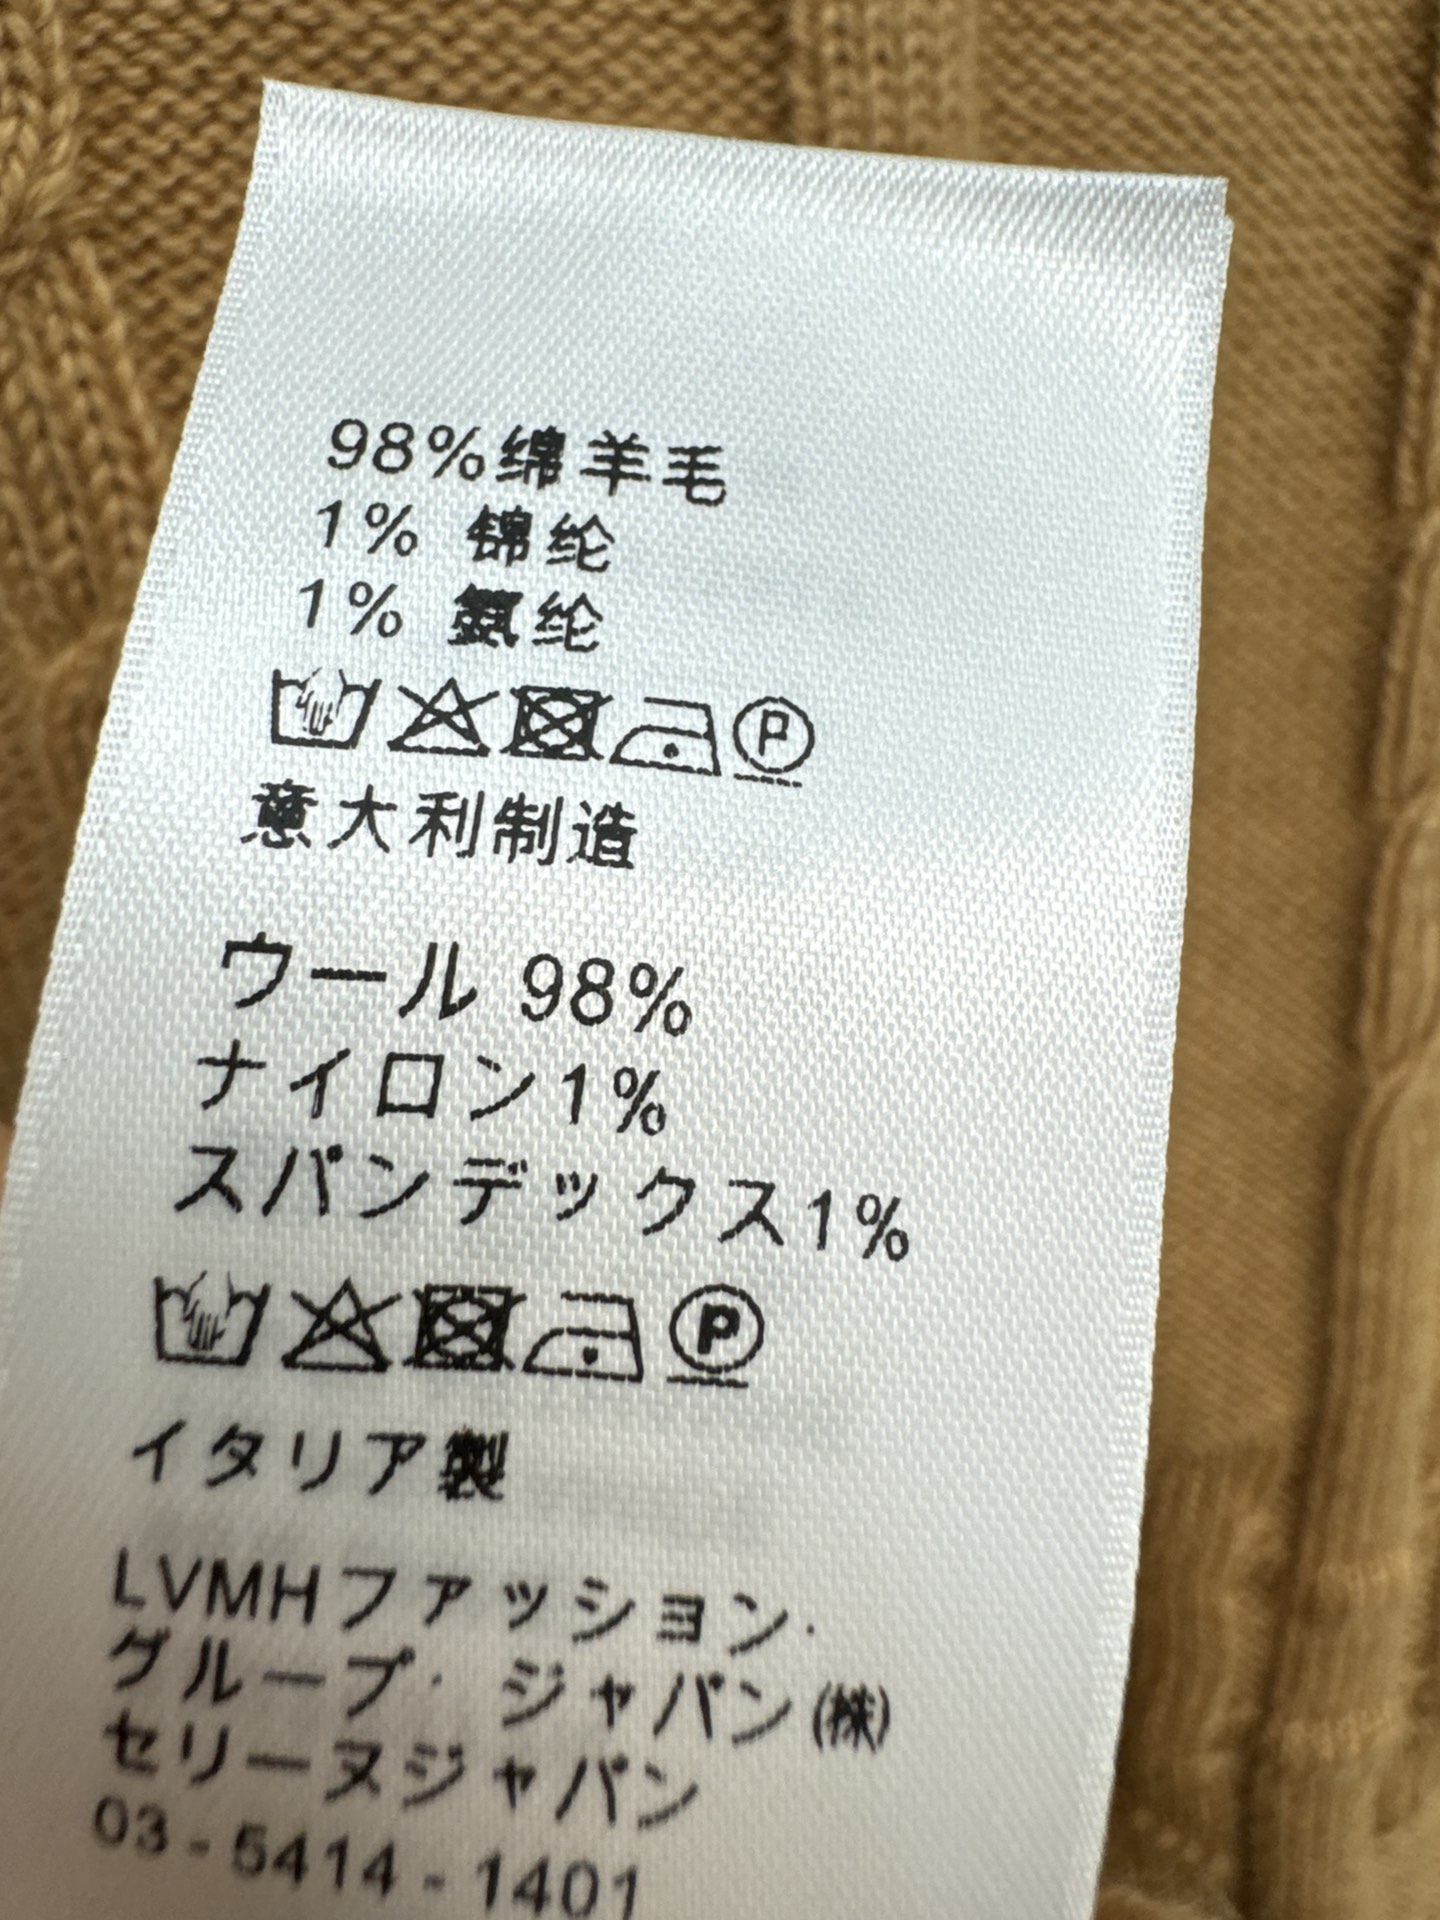 98%绵羊毛
1% 锦纶
1% 氨纶
P
意大利制造
ウール 98%
ナイロン1%
スパンデックス1%
P
イタリア製
LVMHファッション·
グループ· ジャパン(株)
セリーヌジャパン
03-5414-1401